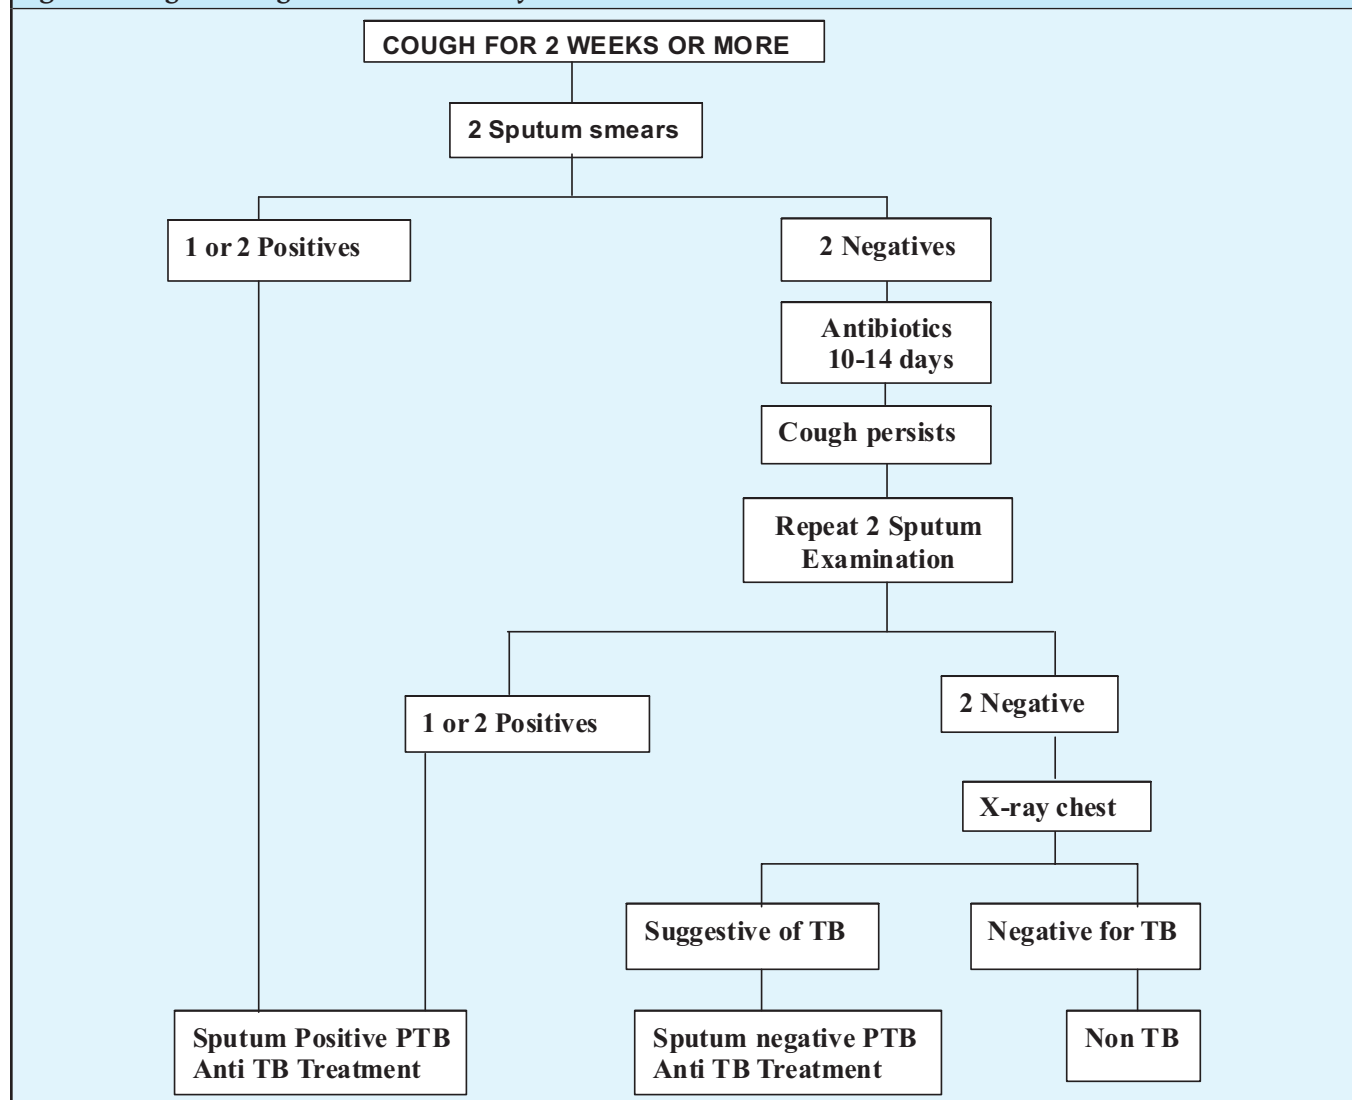 COUGH FOR 2 WEEKS OR MORE
2 Sputum smears
1 or 2 Positives
2 Negatives
Antibiotics
10-14 days
Cough persists
Repeat 2 Sputum
Examination
1 or 2 Positives
2 Negative
X-ray chest
Suggestive of TB
Negative for TB
Sputum Positive PTB
Anti TB Treatment
Sputum negative PTB
Anti TB Treatment
Non TB